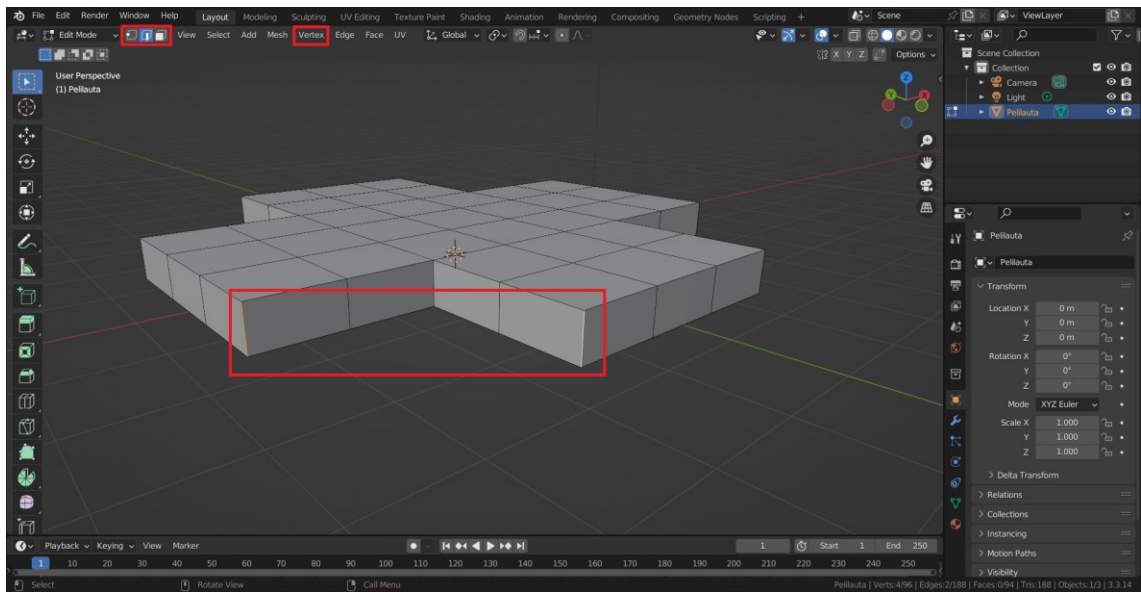 File Edit Render Window Help Layout Modeling Sculpting UV Editing Texture Paint Shading Animation Rendering Compositing Geometry Nodes Scripting + Scene ViewLayer
Edit Mode View Select Add Mesh Vertex Edge Face UV Global
X Y Z Options
User Perspective
(1) Pelilauta
Z
Y
X
Scene Collection
Collection
Camera
Light
Pelilauta
Pelilauta
Pelilauta
Transform
Location X 0 m
Y 0 m
Z 0 m
Rotation X 0°
Y 0°
Z 0°
Mode XYZ Euler
Scale X 1.000
Y 1.000
Z 1.000
Delta Transform
Relations
Collections
Instancing
Motion Paths
Visibility
Playback Keying View Marker 1 Start 1 End 250
1 10 20 30 40 50 60 70 80 90 100 110 120 130 140 150 160 170 180 190 200 210 220 230 240 250
Select Rotate View Call Menu Pelilauta | Verts:4/96 | Edges:2/188 | Faces:0/94 | Tris:188 | Objects:1/3 | 3.3.14